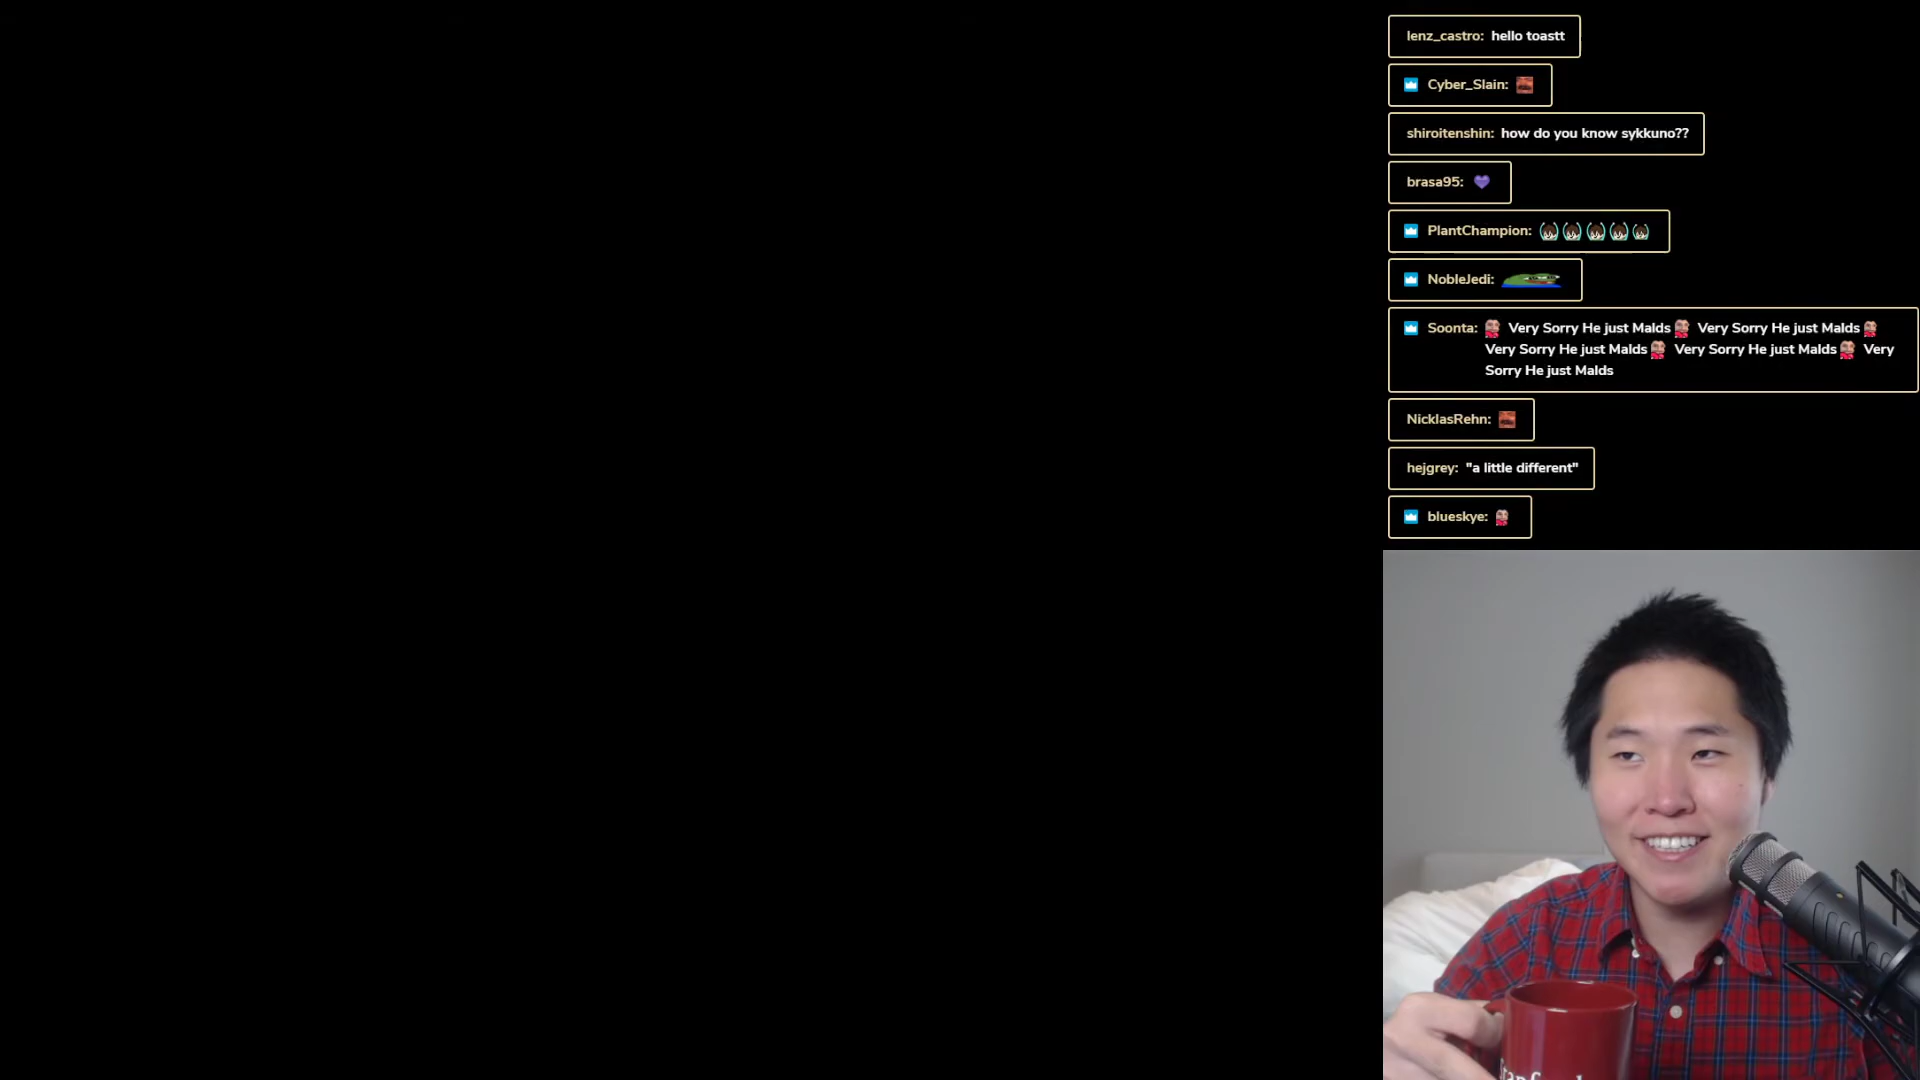 lenz_castro: hello toastt
Cyber_Slain:
shiroitenshin: how do you know sykkuno??
brasa95:
PlantChampion:
NobleJedi:
Soonta: Very Sorry He just Malds Very Sorry He just Malds
Very Sorry He just Malds Very Sorry He just Malds Very
Sorry He just Malds
NicklasRehn:
hejgrey: "a little different"
blueskye: